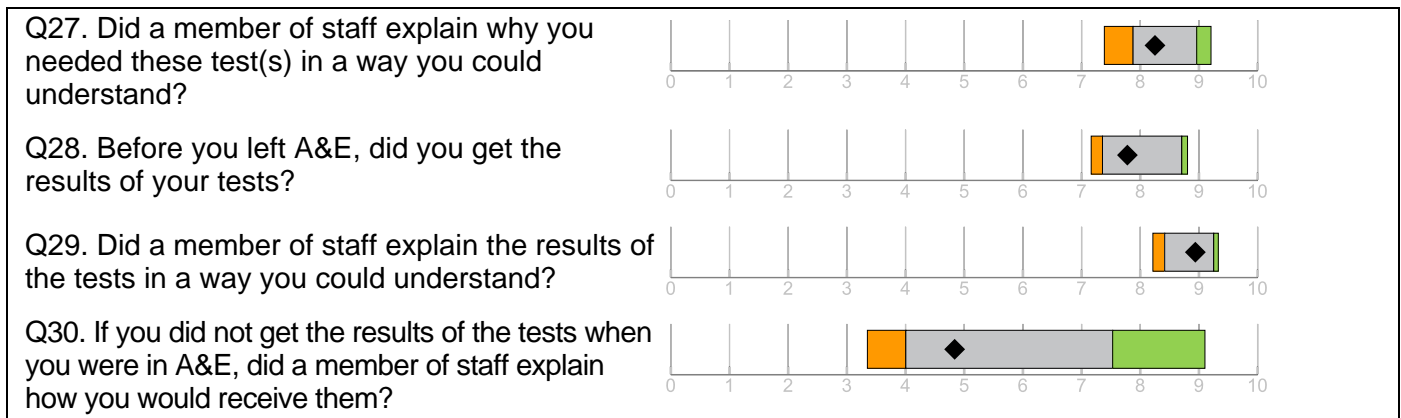 Q27. Did a member of staff explain why you
needed these test(s) in a way you could
understand?
0 1 2 3 4 5 6 7 8 9 10
Q28. Before you left A&E, did you get the
results of your tests?
0 1 2 3 4 5 6 7 8 9 10
Q29. Did a member of staff explain the results of
the tests in a way you could understand?
0 1 2 3 4 5 6 7 8 9 10
Q30. If you did not get the results of the tests when
you were in A&E, did a member of staff explain
how you would receive them?
0 1 2 3 4 5 6 7 8 9 10